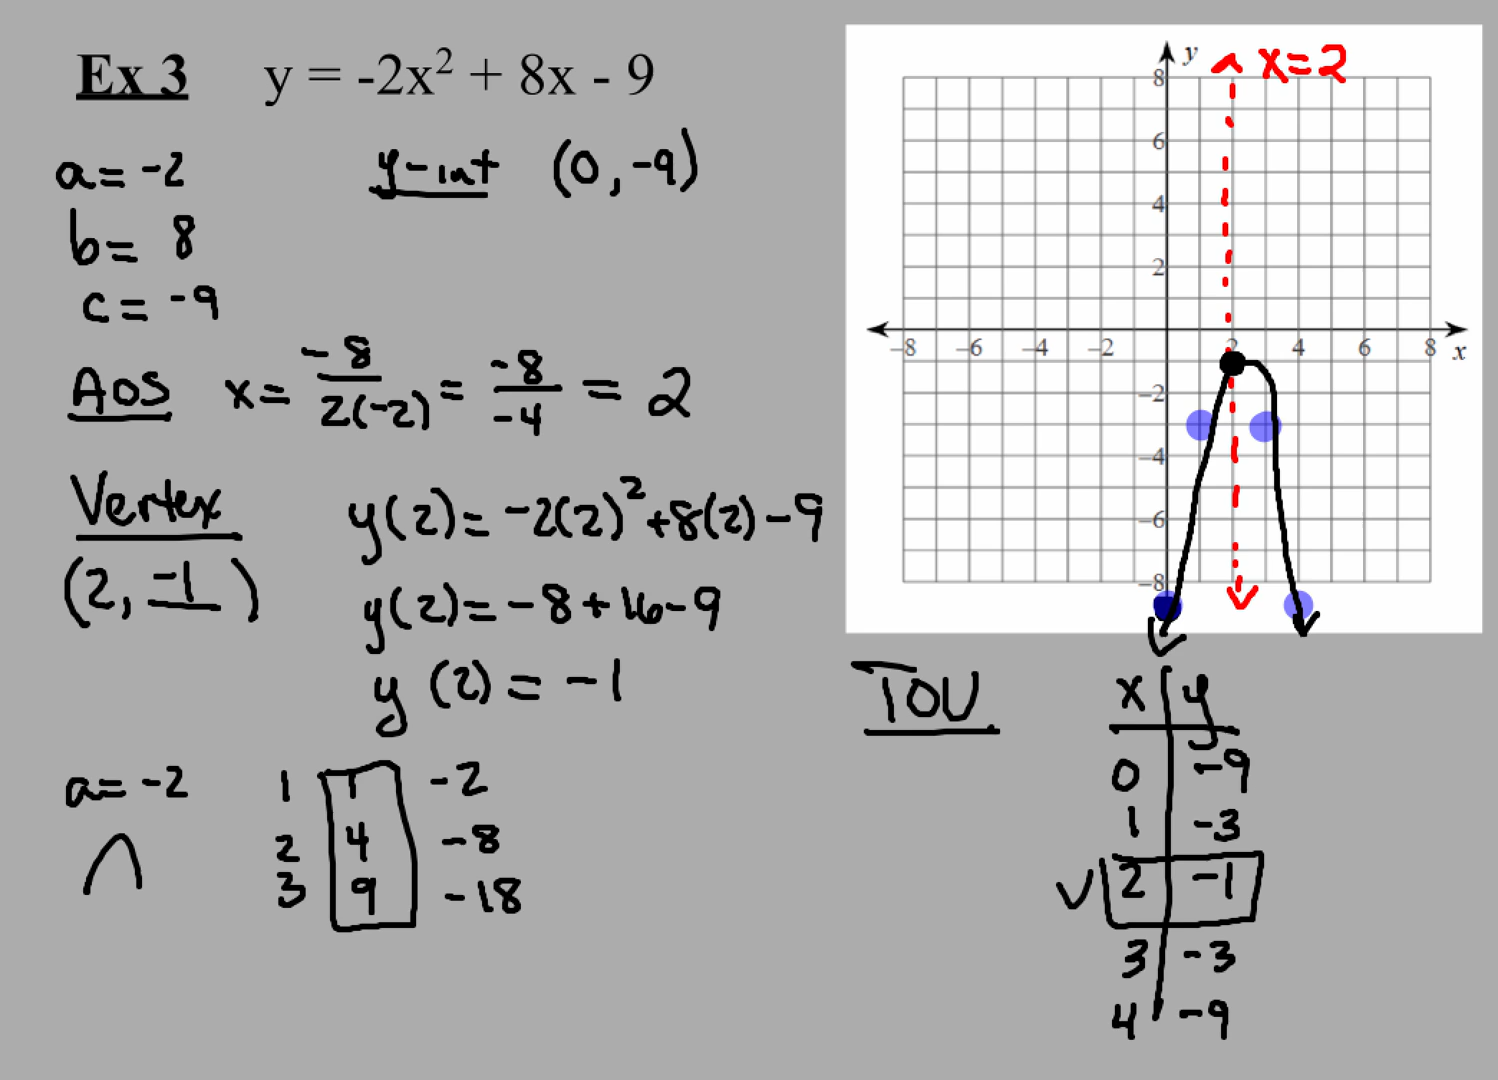 Ex 3 y = -2x² + 8x - 9
a = -2
y-int (0, -9)
b = 8
c = -9
AOS x = -8/2(-2) = -8/-4 = 2
Vertex
(2, -1)
y(2) = -2(2)² + 8(2) - 9
y(2) = -8 + 16 - 9
y(2) = -1
a = -2
1 1 -2
2 4 -8
3 9 -18
y
x = 2
8
6
4
2
-8 -6 -4 -2 2 4 6 8 x
-2
-4
-6
-8
TOV
x y
0 -9
1 -3
V 2 -1
3 -3
4 -9